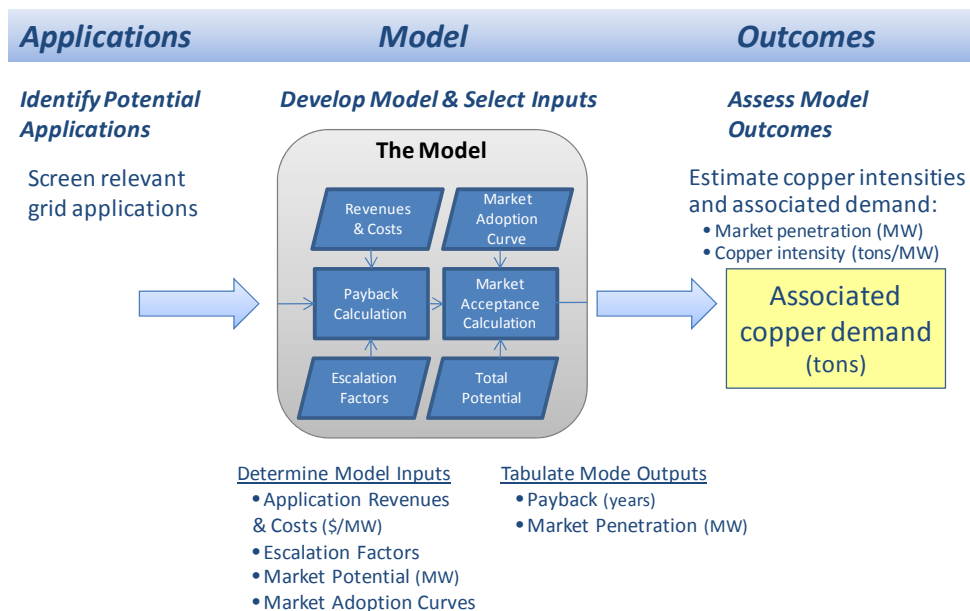 Applications
Model
Outcomes
Identify Potential
Applications
Develop Model & Select Inputs
Assess Model
Outcomes
Screen relevant
grid applications
The Model
Revenues
& Costs
Market
Adoption
Curve
Payback
Calculation
Market
Acceptance
Calculation
Escalation
Factors
Total
Potential
Estimate copper intensities
and associated demand:
• Market penetration (MW)
• Copper intensity (tons/MW)
Associated
copper demand
(tons)
Determine Model Inputs
• Application Revenues
& Costs ($/MW)
• Escalation Factors
• Market Potential (MW)
• Market Adoption Curves
Tabulate Mode Outputs
• Payback (years)
• Market Penetration (MW)